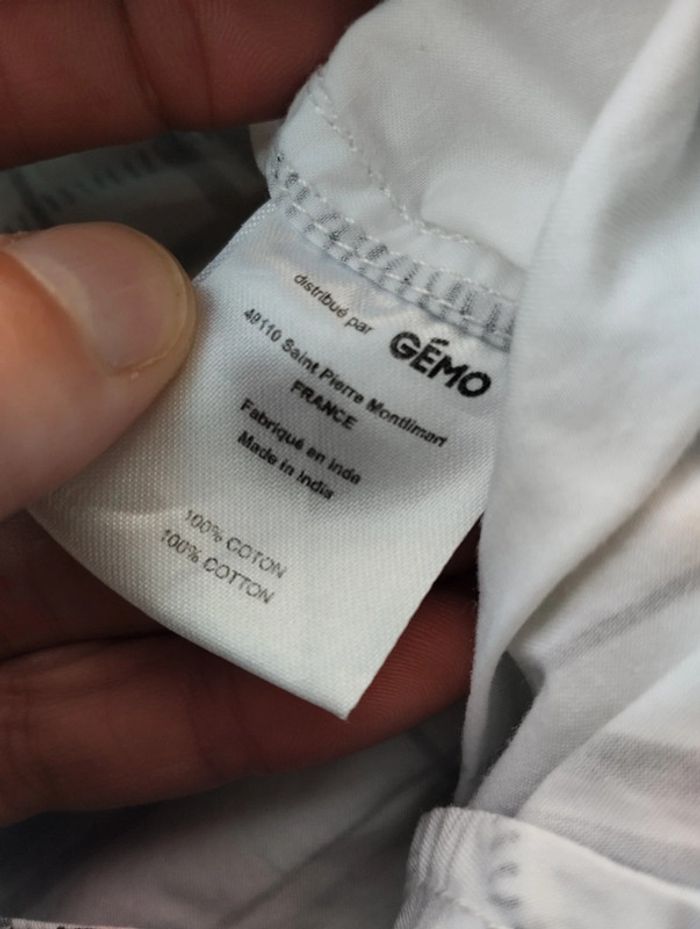 distribué par GÉMO
49110 Saint Pierre Montlimart
FRANCE
Fabriqué en Inde
Made in India
100% COTON
100% COTTON